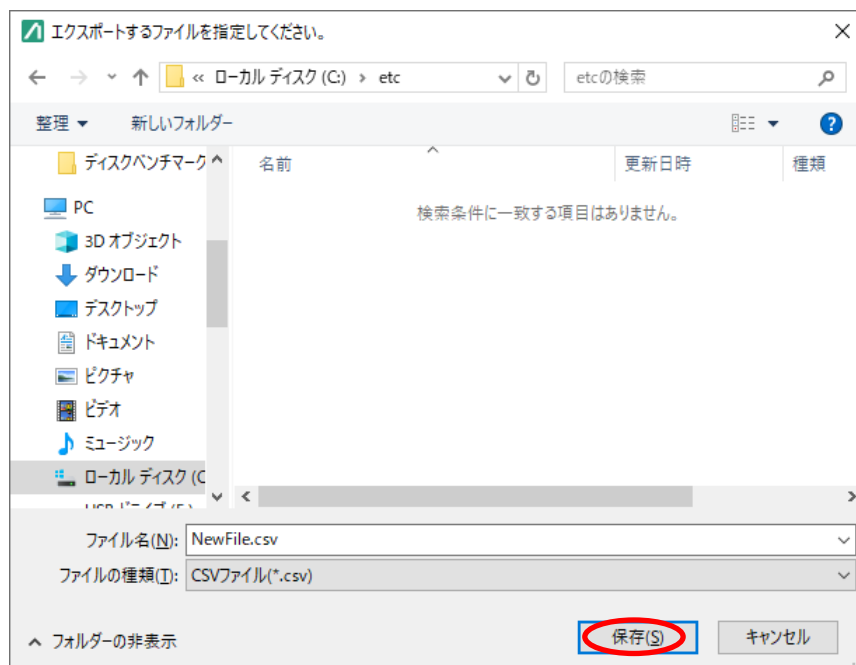 エクスポートするファイルを指定してください。
« ローカル ディスク (C:) › etc
etcの検索
整理
新しいフォルダー
ディスクベンチマーク
名前
更新日時
種類
検索条件に一致する項目はありません。
PC
3D オブジェクト
ダウンロード
デスクトップ
ドキュメント
ピクチャ
ビデオ
ミュージック
ローカル ディスク (C
ファイル名(N): NewFile.csv
ファイルの種類(T): CSVファイル(*.csv)
フォルダーの非表示
保存(S)
キャンセル